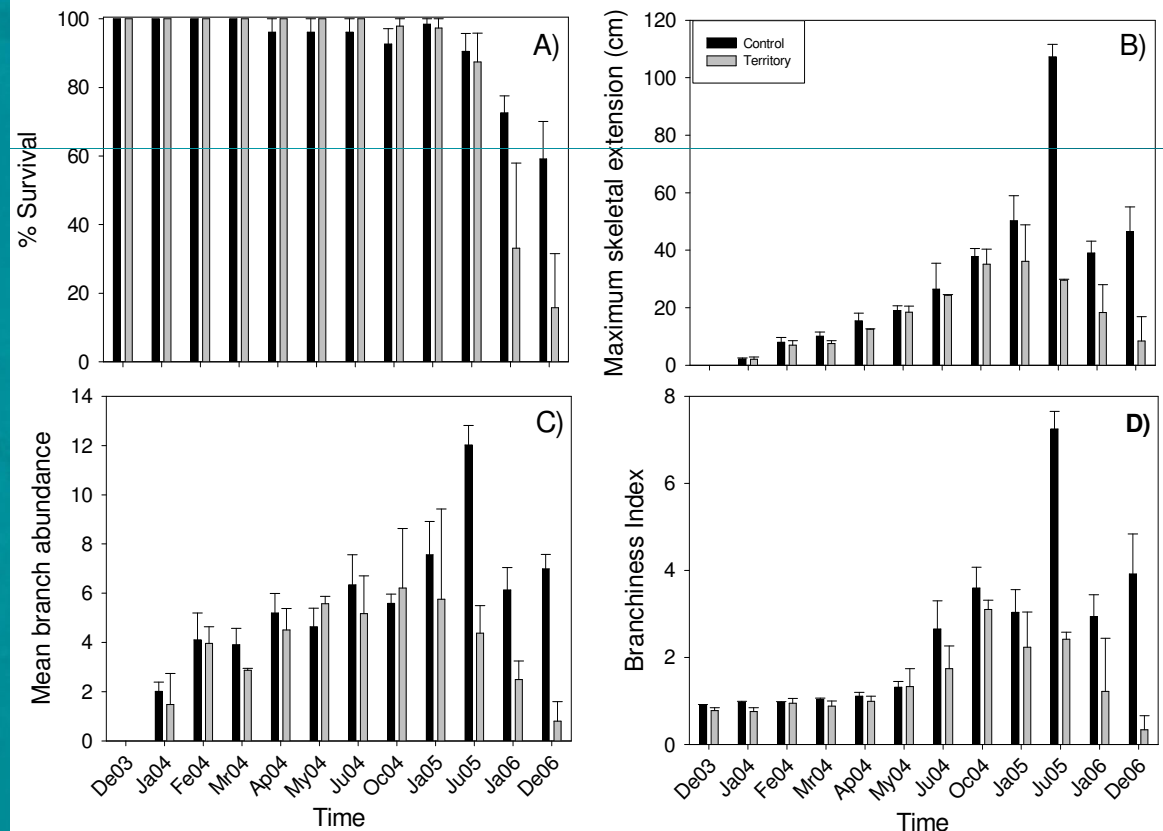 A)
% Survival
100
80
60
40
20
0
B)
Control
Territory
Maximum skeletal extension (cm)
120
100
80
60
40
20
0
C)
Mean branch abundance
14
12
10
8
6
4
2
0
De03 Ja04 Fe04 Mr04 Ap04 My04 Ju04 Oc04 Ja05 Ju05 Ja06 De06
Time
D)
Branchiness Index
8
6
4
2
0
De03 Ja04 Fe04 Mr04 Ap04 My04 Ju04 Oc04 Ja05 Ju05 Ja06 De06
Time